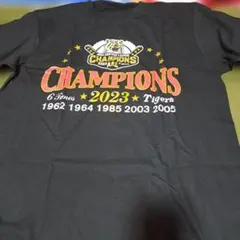 CHAMPIONS
CHAMPIONS
6 Times ★ 2023 ★ Tigers
1962 1964 1985 2003 2005